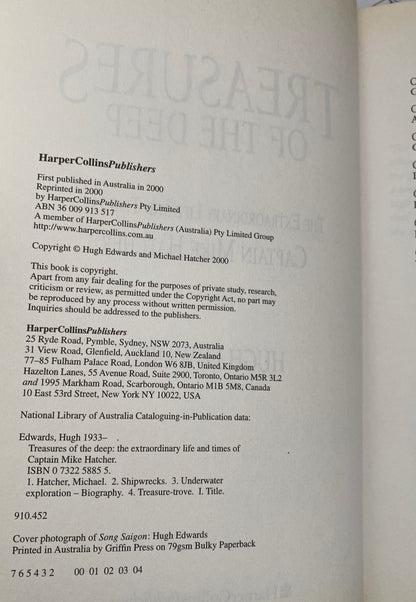 HarperCollinsPublishers
First published in Australia in 2000
Reprinted in 2000
by HarperCollinsPublishers Pty Limited
ABN 36 009 913 517
A member of HarperCollinsPublishers (Australia) Pty Limited Group
http://www.harpercollins.com.au
Copyright © Hugh Edwards and Michael Hatcher 2000
This book is copyright.
Apart from any fair dealing for the purposes of private study, research,
criticism or review, as permitted under the Copyright Act, no part may
be reproduced by any process without written permission.
Inquiries should be addressed to the publishers.
HarperCollinsPublishers
25 Ryde Road, Pymble, Sydney, NSW 2073, Australia
31 View Road, Glenfield, Auckland 10, New Zealand
77–85 Fulham Palace Road, London W6 8JB, United Kingdom
Hazelton Lanes, 55 Avenue Road, Suite 2900, Toronto, Ontario M5R 3L2
and 1995 Markham Road, Scarborough, Ontario M1B 5M8, Canada
10 East 53rd Street, New York NY 10022, USA
National Library of Australia Cataloguing-in-Publication data:
Edwards, Hugh 1933– .
Treasures of the deep: the extraordinary life and times of
Captain Mike Hatcher.
ISBN 0 7322 5885 5.
1. Hatcher, Michael. 2. Shipwrecks. 3. Underwater
exploration – Biography. 4. Treasure-trove. I. Title.
910.452
Cover photograph of Song Saigon: Hugh Edwards
Printed in Australia by Griffin Press on 79gsm Bulky Paperback
7 6 5 4 3 2 00 01 02 03 04